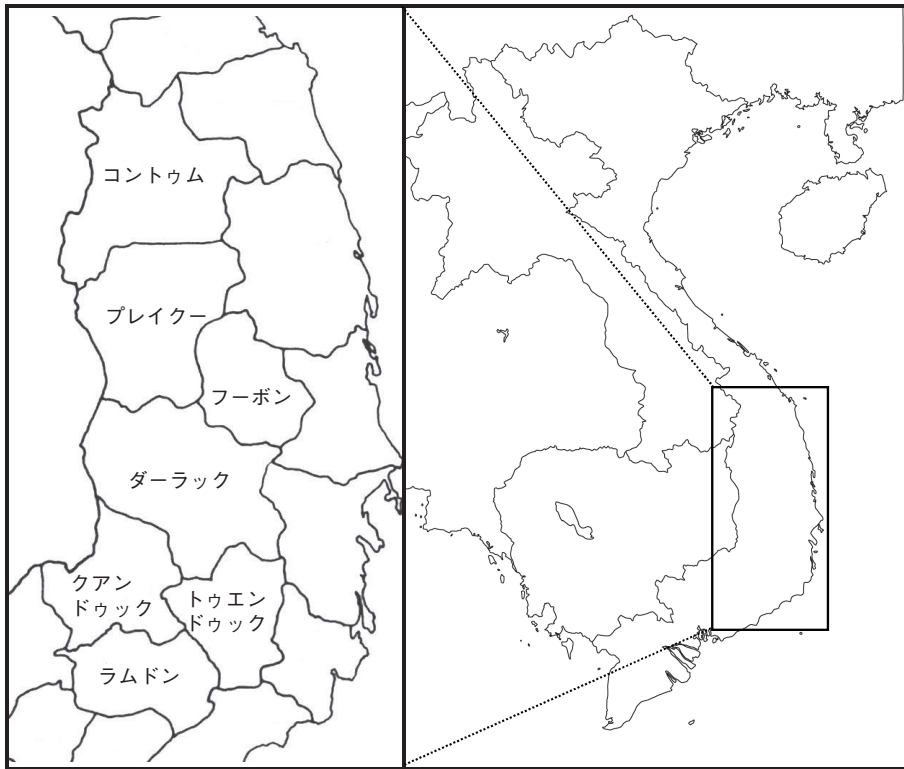 コントゥム
プレイクー
フーボン
ダーラック
クアン
ドゥック
トゥエン
ドゥック
ラムドン